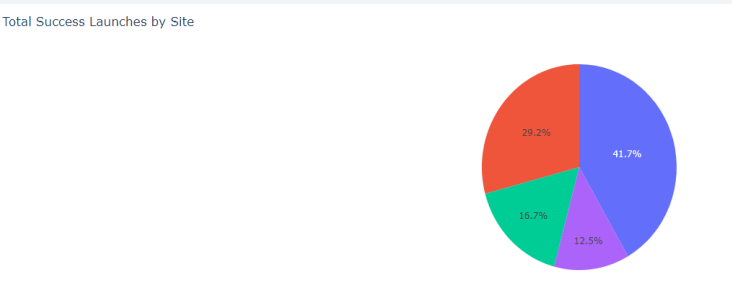 Total Success Launches by Site
29.2%
41.7%
16.7%
12.5%